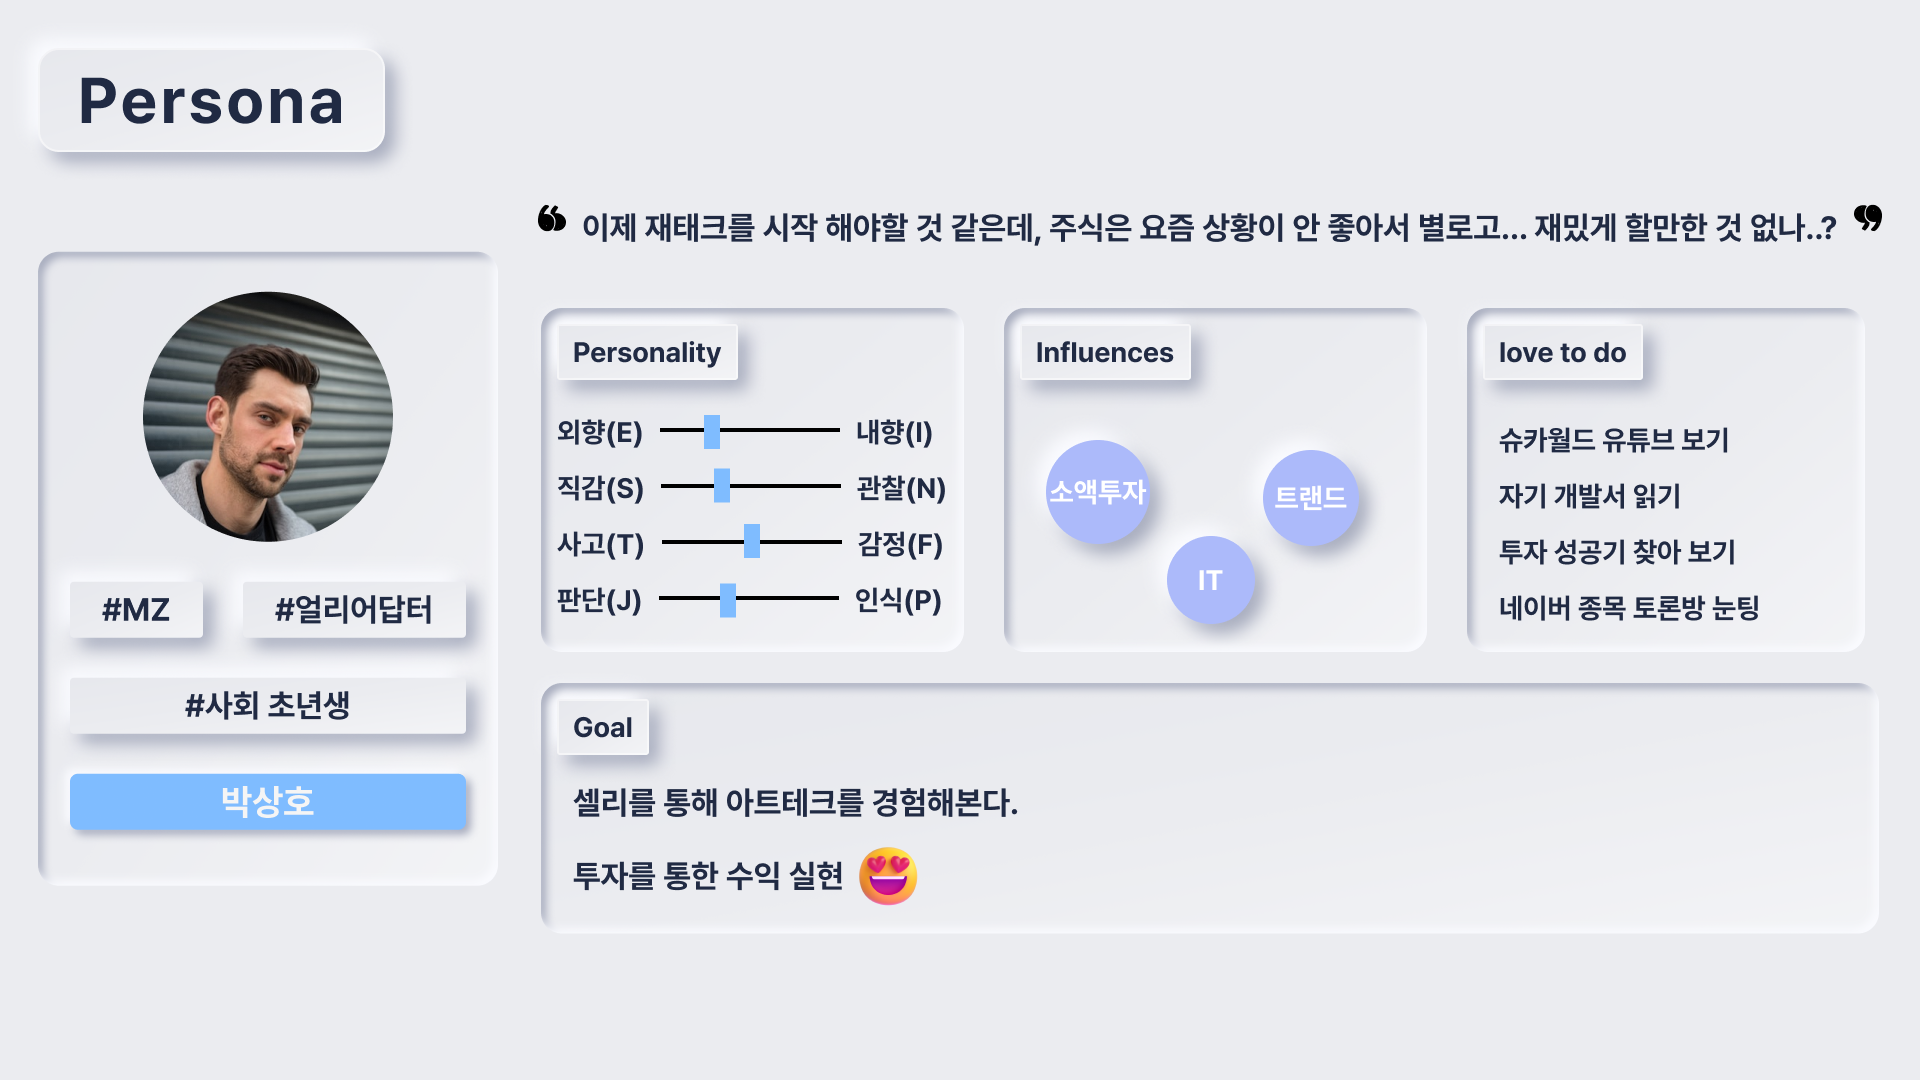 Persona
❝ 이제 재태크를 시작 해야할 것 같은데, 주식은 요즘 상황이 안 좋아서 별로고... 재밌게 할만한 것 없나..? ❞
#MZ
#얼리어답터
#사회 초년생
박상호
Personality
외향(E) 내향(I)
직감(S) 관찰(N)
사고(T) 감정(F)
판단(J) 인식(P)
Influences
소액투자
트랜드
IT
love to do
슈카월드 유튜브 보기
자기 개발서 읽기
투자 성공기 찾아 보기
네이버 종목 토론방 눈팅
Goal
셀리를 통해 아트테크를 경험해본다.
투자를 통한 수익 실현 😍